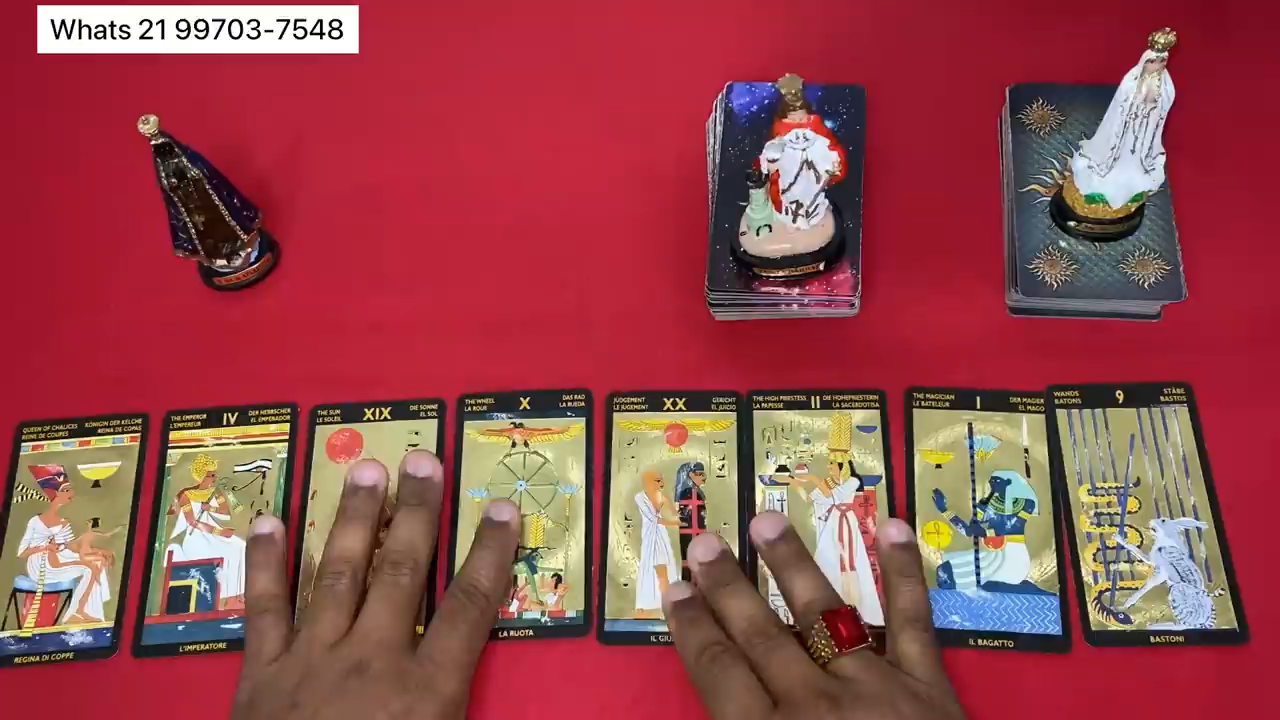 Whats 21 99703-7548
QUEEN OF CHALICES
REINE DE COUPES
KÖNIGIN DER KELCHE
REINA DE COPAS
REGINA DI COPPE
THE EMPEROR
L'EMPEREUR
IV
DER HERRSCHER
EL EMPERADOR
L'IMPERATORE
THE SUN
LE SOLEIL
XIX
DIE SONNE
EL SOL
THE WHEEL
LA ROUE
X
DAS RAD
LA RUEDA
LA RUOTA
JUDGEMENT
LE JUGEMENT
XX
GERICHT
EL JUICIO
THE HIGH PRIESTESS
LA PAPESSE
II
DIE HOHEPRIESTERIN
LA SACERDOTISA
THE MAGICIAN
LE BATELEUR
I
DER MAGIER
EL MAGO
IL BAGATTO
WANDS
BATONS
9
STÄBE
BASTOS
BASTONI